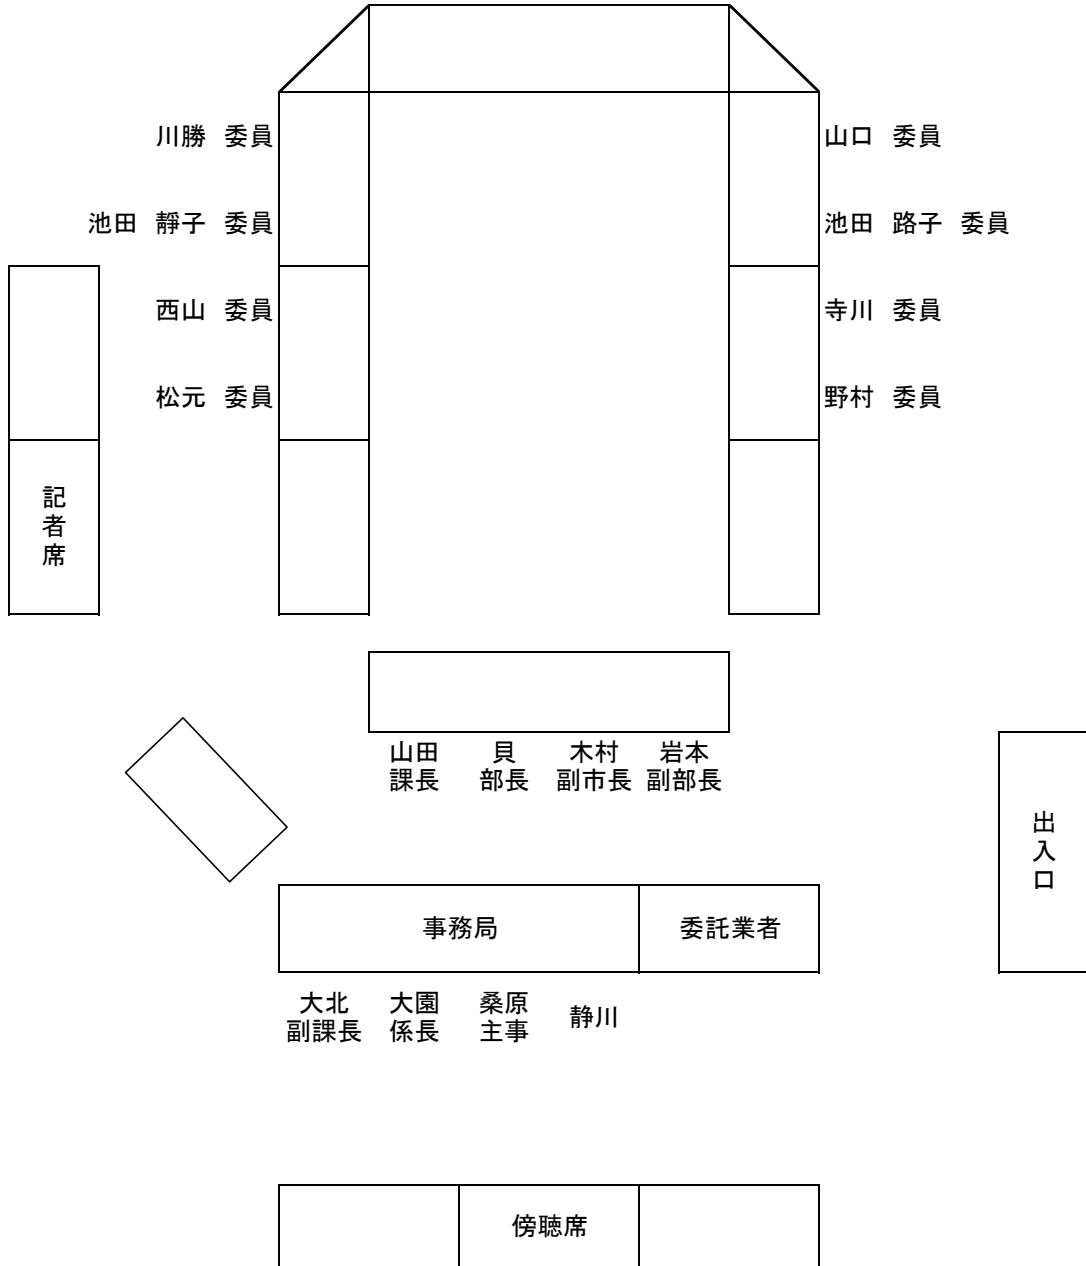 川勝 委員
山口 委員
池田 靜子 委員
池田 路子 委員
西山 委員
寺川 委員
松元 委員
野村 委員
記者席
山田 課長
貝 部長
木村 副市長
岩本 副部長
出入口
事務局
委託業者
大北 副課長
大園 係長
桑原 主事
静川
傍聴席